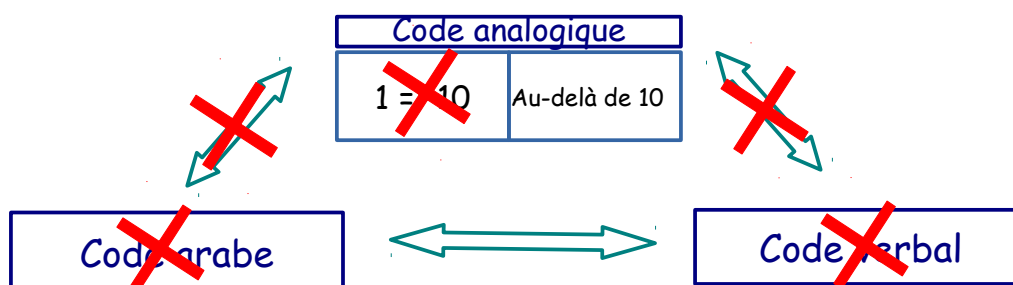 Code analogique
1 = 10
Au-delà de 10
Code arabe
Code verbal